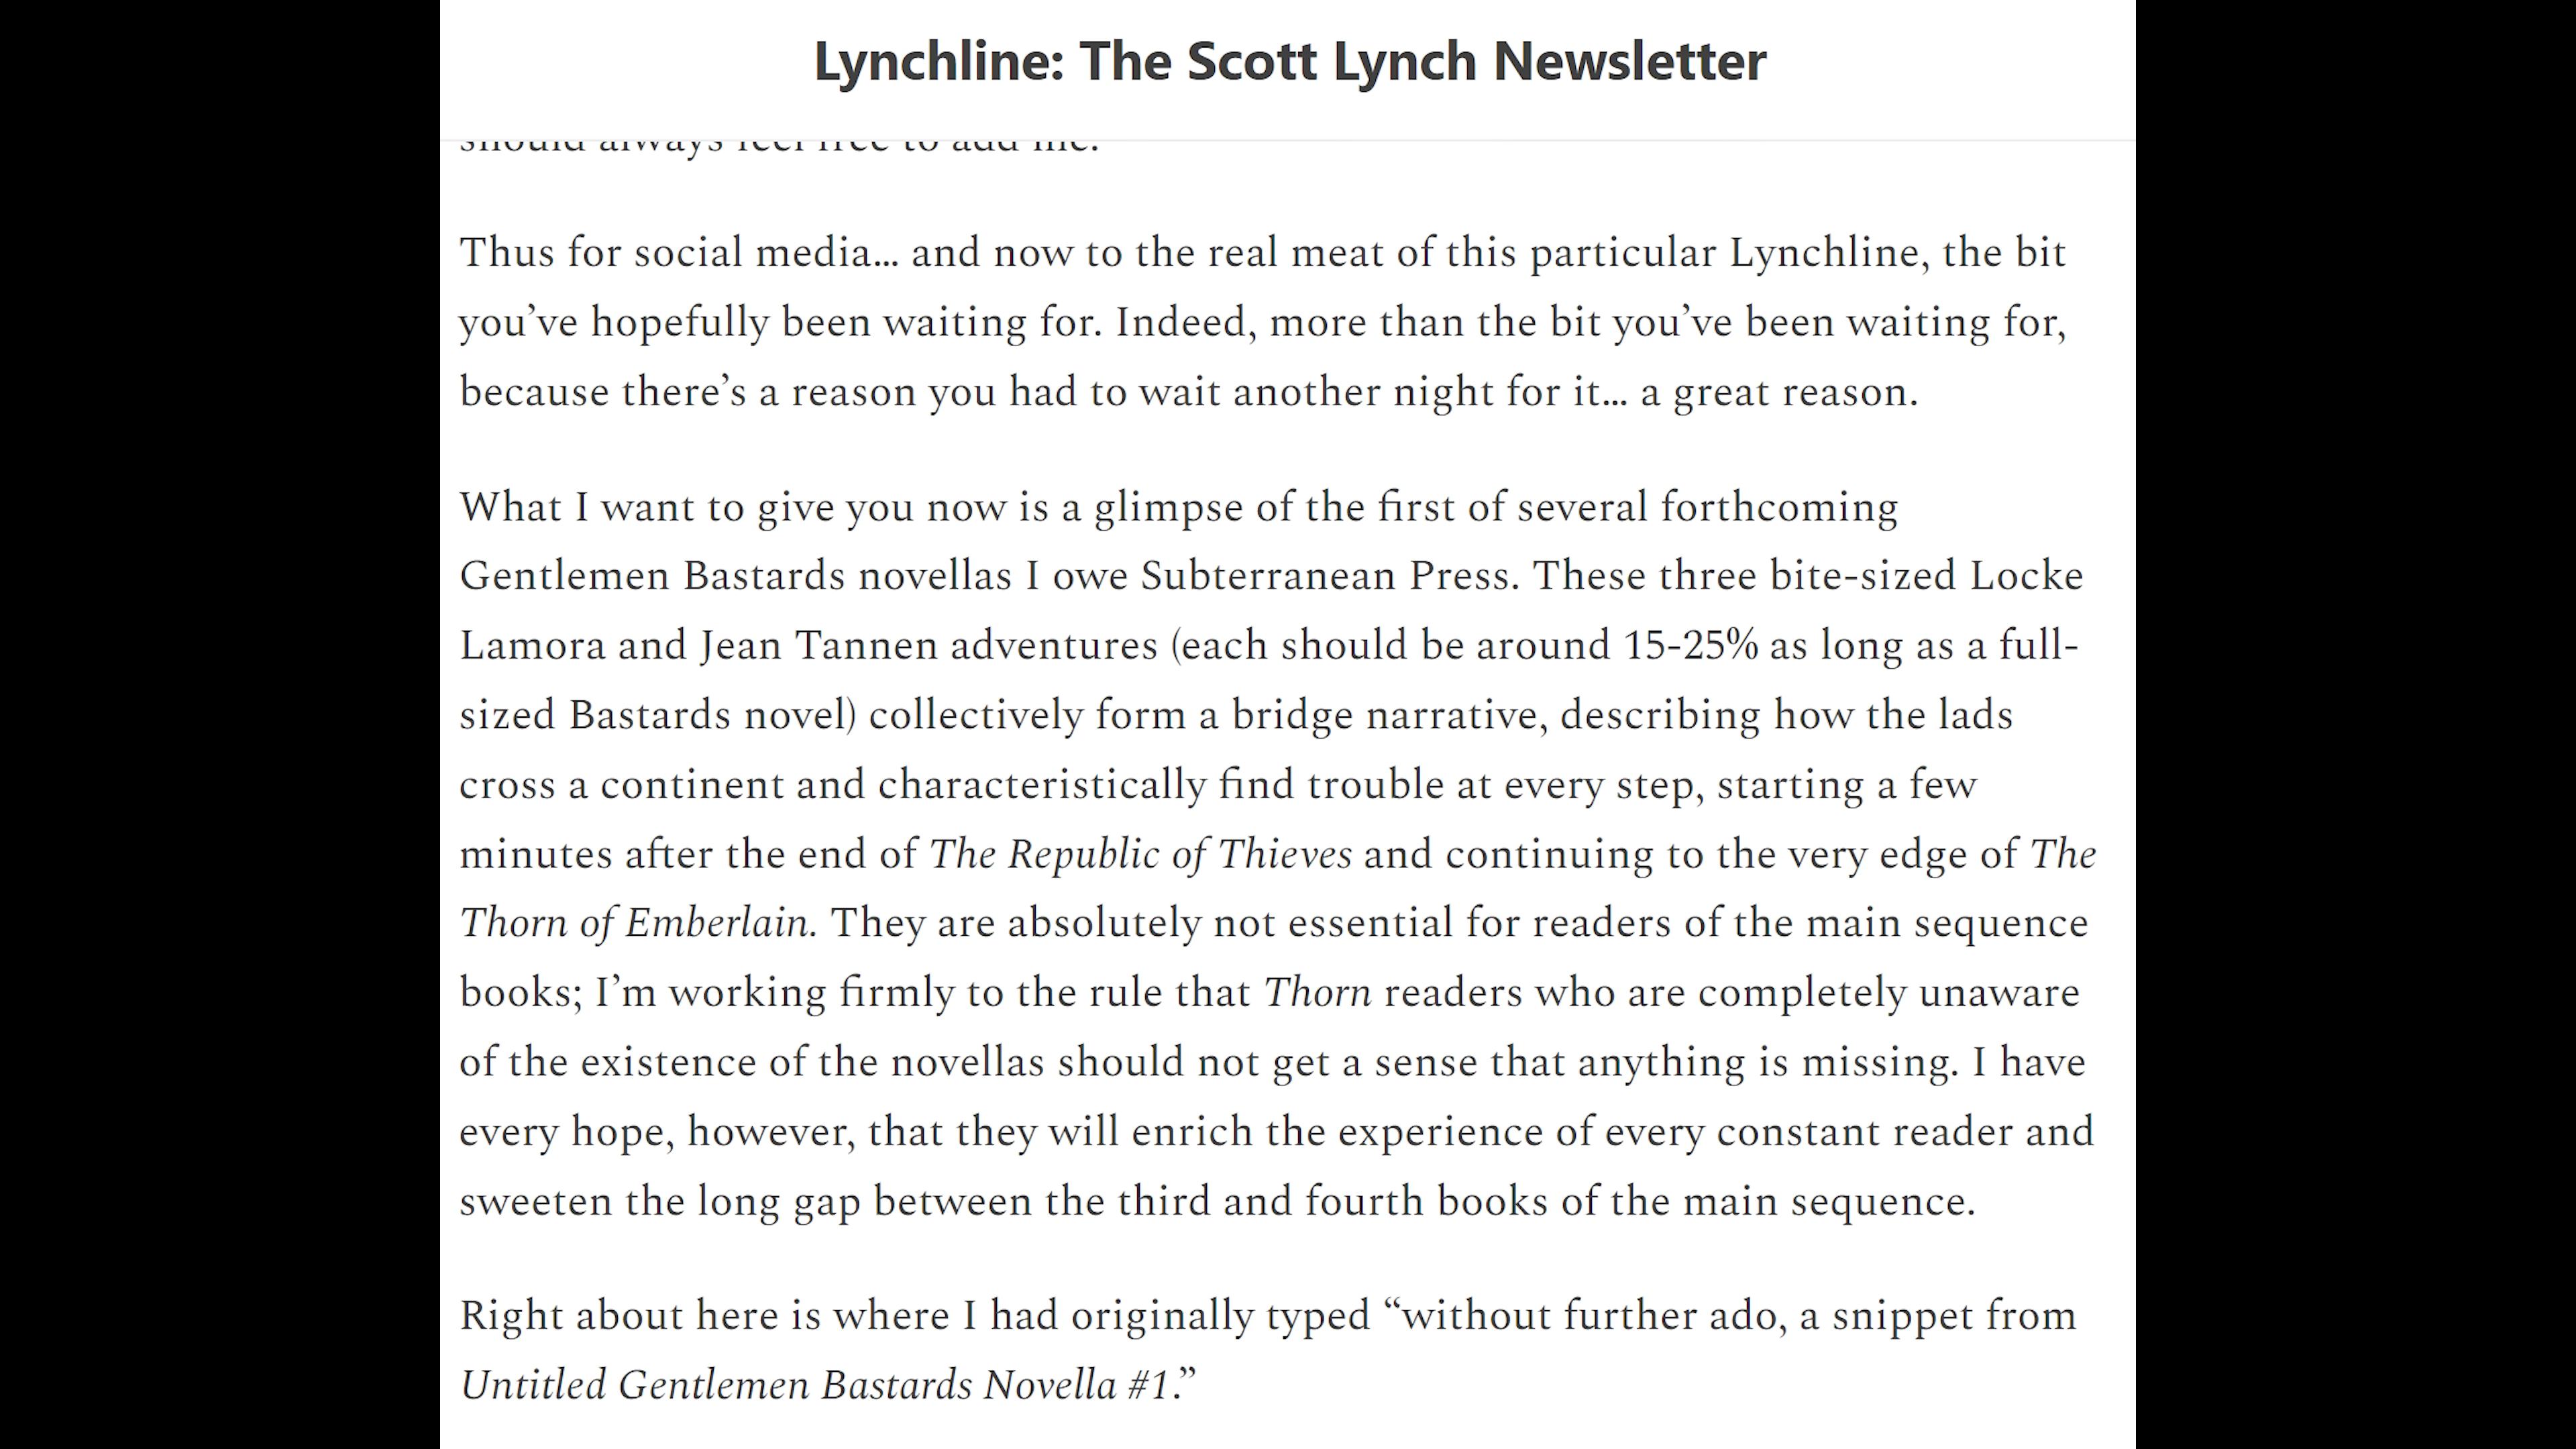 Lynchline: The Scott Lynch Newsletter
should always feel free to add me.
Thus for social media… and now to the real meat of this particular Lynchline, the bit
you’ve hopefully been waiting for. Indeed, more than the bit you’ve been waiting for,
because there’s a reason you had to wait another night for it… a great reason.
What I want to give you now is a glimpse of the first of several forthcoming
Gentlemen Bastards novellas I owe Subterranean Press. These three bite-sized Locke
Lamora and Jean Tannen adventures (each should be around 15-25% as long as a full-
sized Bastards novel) collectively form a bridge narrative, describing how the lads
cross a continent and characteristically find trouble at every step, starting a few
minutes after the end of The Republic of Thieves and continuing to the very edge of The
Thorn of Emberlain. They are absolutely not essential for readers of the main sequence
books; I’m working firmly to the rule that Thorn readers who are completely unaware
of the existence of the novellas should not get a sense that anything is missing. I have
every hope, however, that they will enrich the experience of every constant reader and
sweeten the long gap between the third and fourth books of the main sequence.
Right about here is where I had originally typed “without further ado, a snippet from
Untitled Gentlemen Bastards Novella #1.”